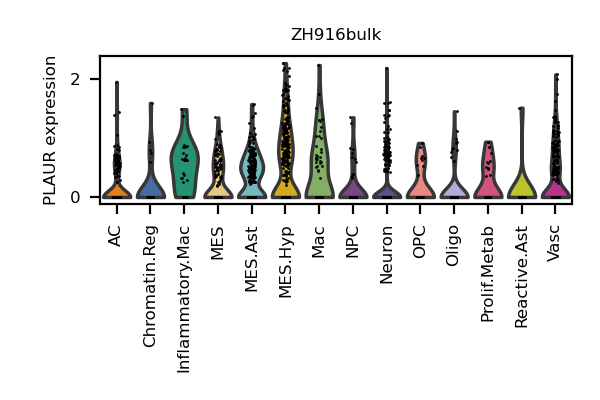 ZH916bulk
PLAUR expression
2
0
AC
Chromatin.Reg
Inflammatory.Mac
MES
MES.Ast
MES.Hyp
Mac
NPC
Neuron
OPC
Oligo
Prolif.Metab
Reactive.Ast
Vasc